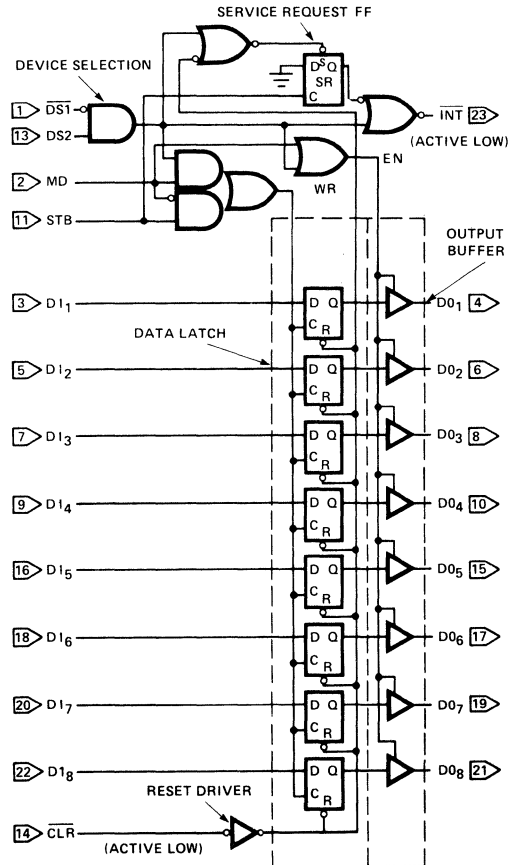 SERVICE REQUEST FF
DEVICE SELECTION
S
D Q
SR
C
1 DS1
13 DS2
INT 23
(ACTIVE LOW)
EN
2 MD
WR
11 STB
OUTPUT
BUFFER
3 DI1 D Q DO1 4
C R
DATA LATCH
5 DI2 D Q DO2 6
C R
7 DI3 D Q DO3 8
C R
9 DI4 D Q DO4 10
C R
16 DI5 D Q DO5 15
C R
18 DI6 D Q DO6 17
C R
20 DI7 D Q DO7 19
C R
22 D18 D Q DO8 21
C R
RESET DRIVER
14 CLR
(ACTIVE LOW)